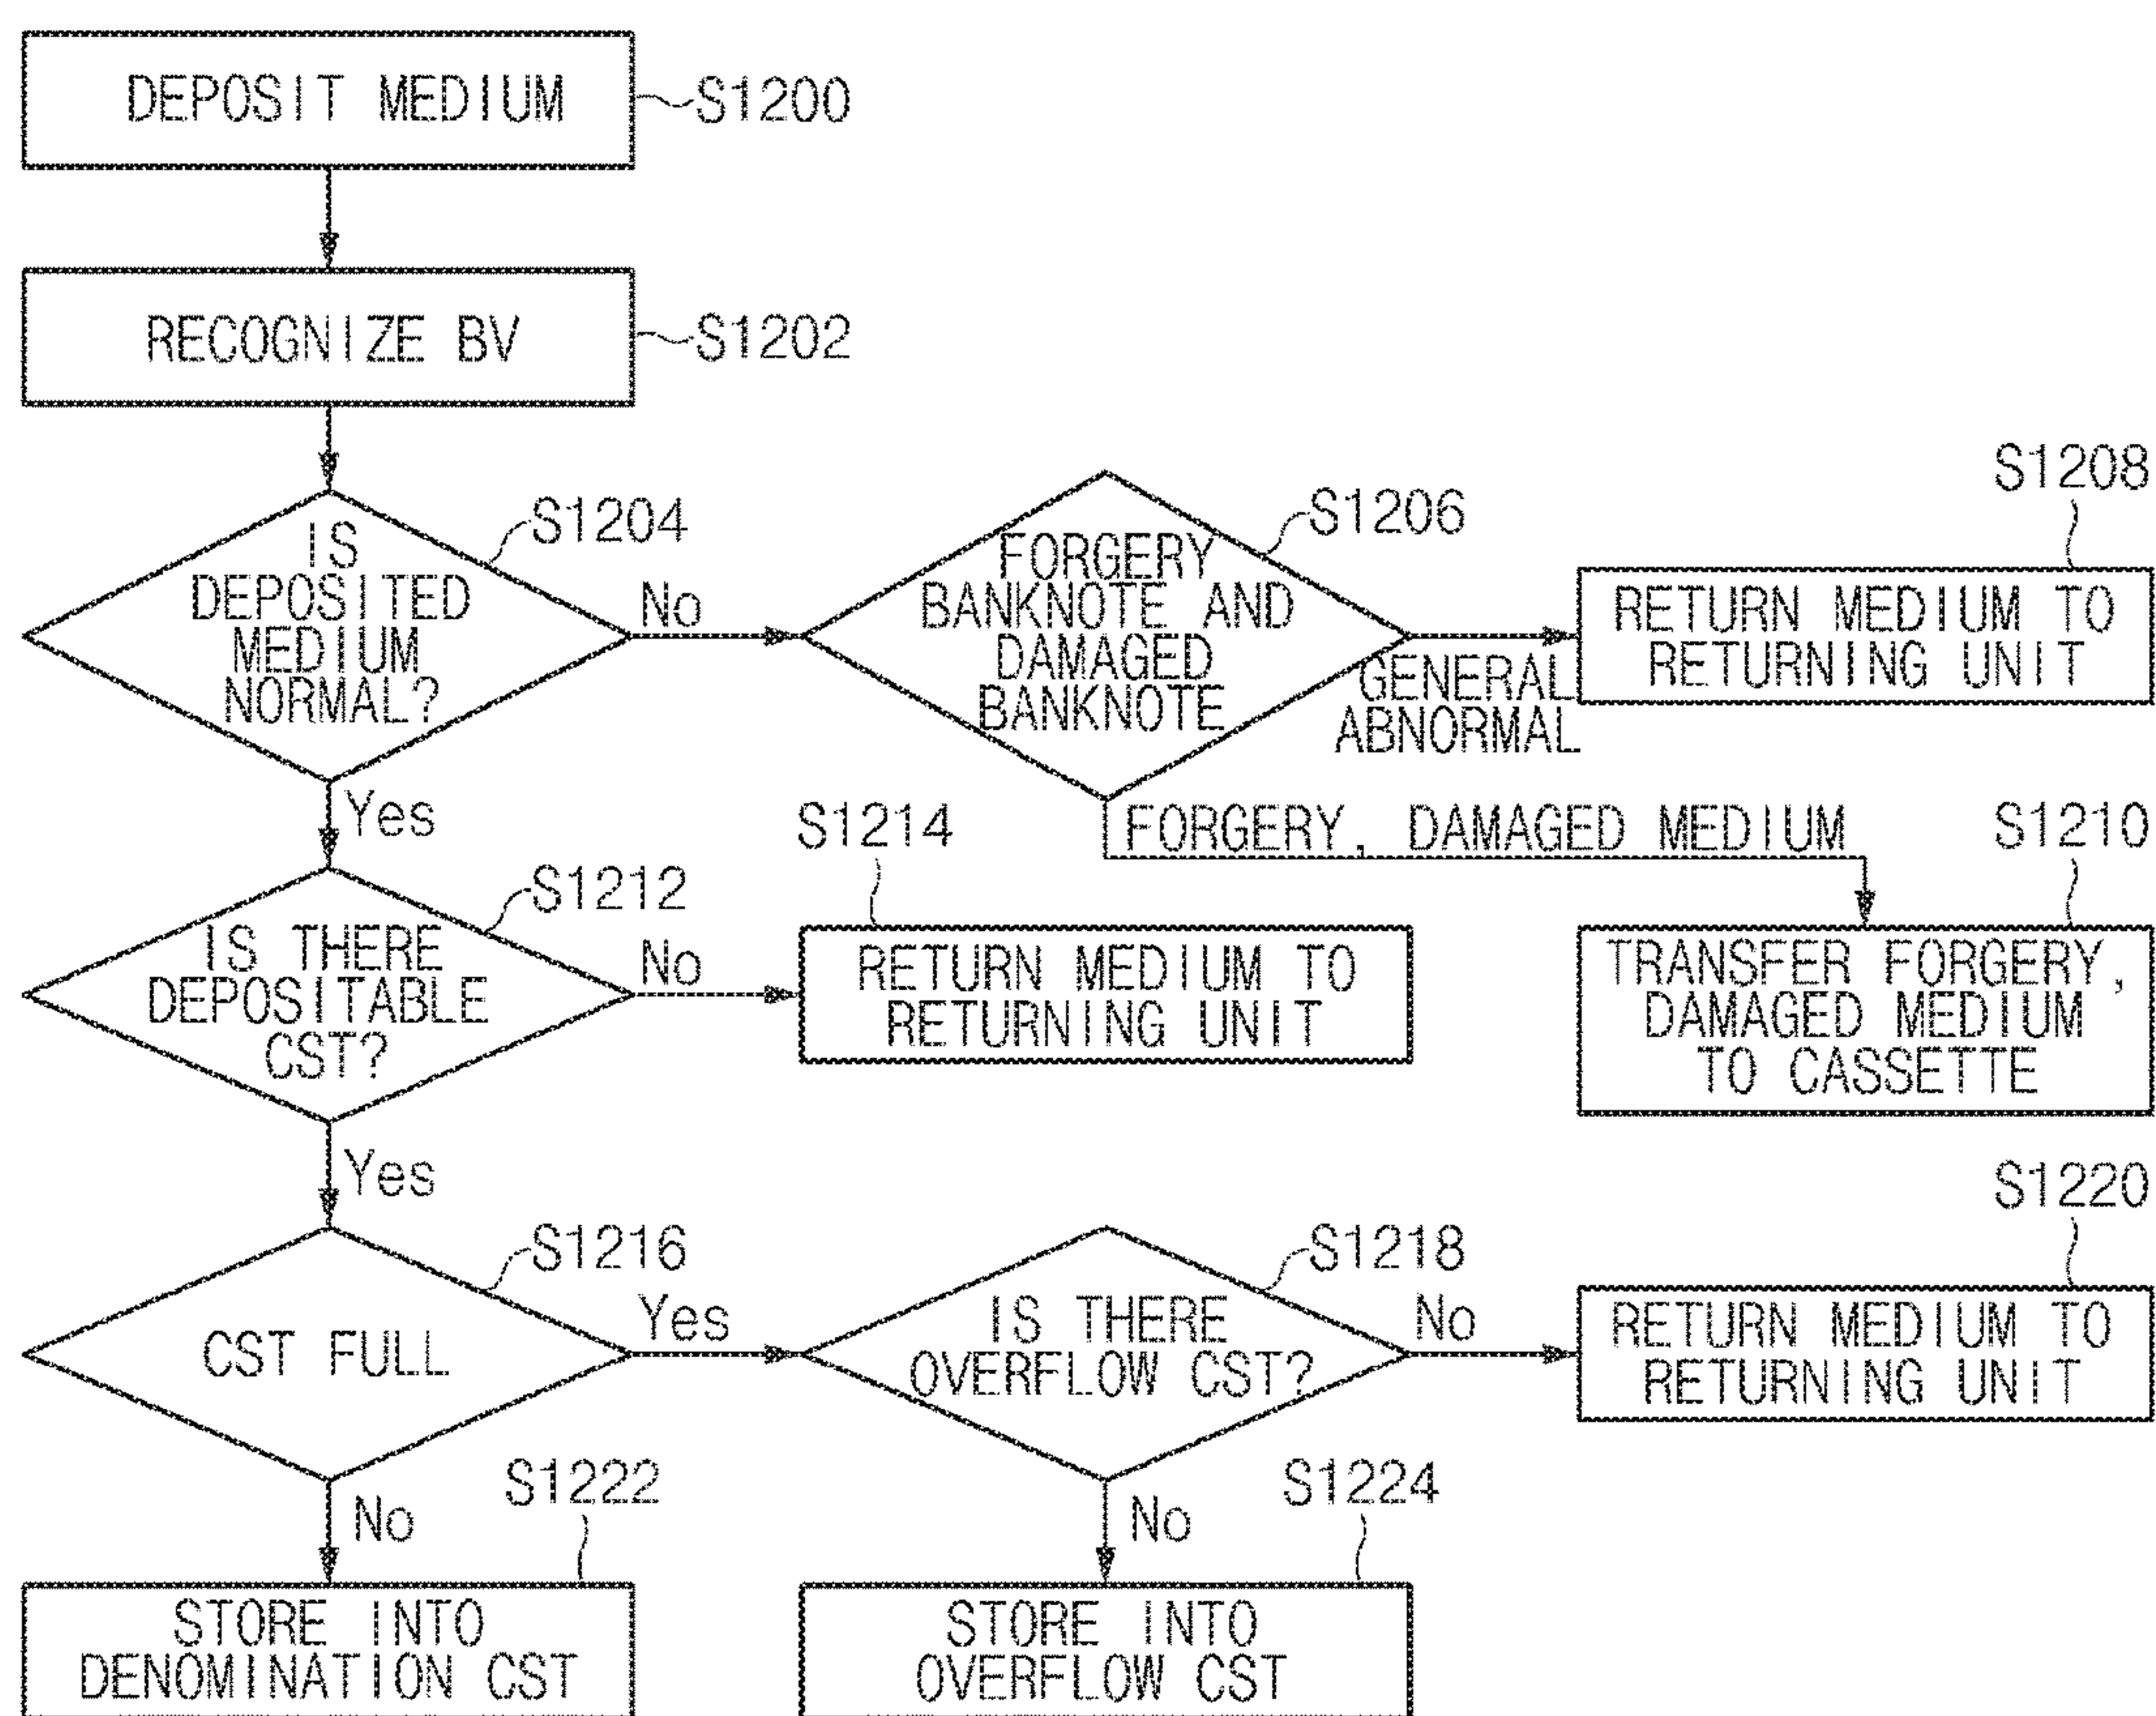 DEPOSIT MEDIUM
S1200
RECOGNIZE BV
S1202
IS
DEPOSITED
MEDIUM
NORMAL?
S1204
No
FORGERY
BANKNOTE AND
DAMAGED
BANKNOTE
S1206
GENERAL
ABNORMAL
S1208
RETURN MEDIUM TO
RETURNING UNIT
Yes
FORGERY, DAMAGED MEDIUM
S1210
TRANSFER FORGERY,
DAMAGED MEDIUM
TO CASSETTE
IS THERE
DEPOSITABLE
CST?
S1212
No
S1214
RETURN MEDIUM TO
RETURNING UNIT
Yes
CST FULL
S1216
Yes
IS THERE
OVERFLOW CST?
S1218
No
S1220
RETURN MEDIUM TO
RETURNING UNIT
No
S1222
STORE INTO
DENOMINATION CST
No
S1224
STORE INTO
OVERFLOW CST